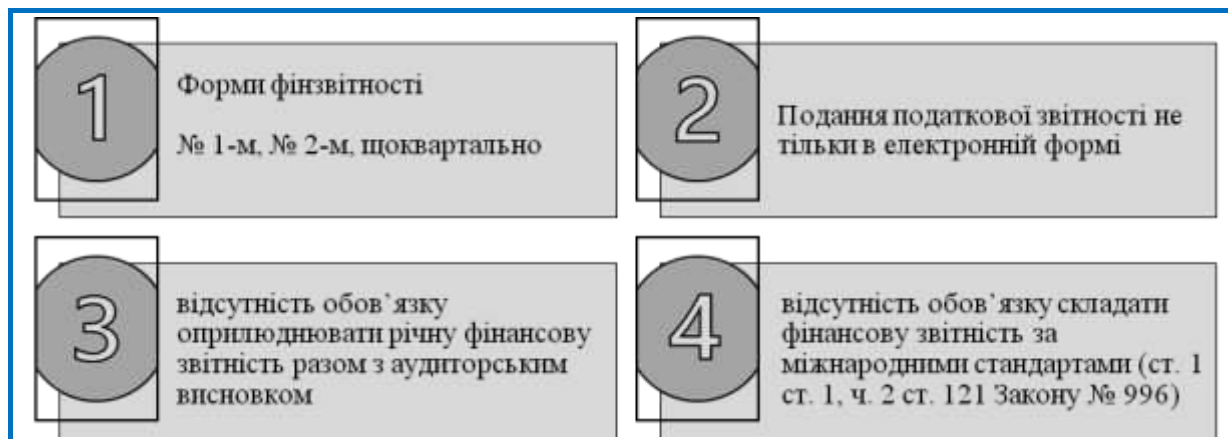 1
Форми фінзвітності
№ 1-м, № 2-м, щоквартально
2
Подання податкової звітності не
тільки в електронній формі
3
відсутність обов`язку
оприлюднювати річну фінансову
звітність разом з аудиторським
висновком
4
відсутність обов`язку складати
фінансову звітність за
міжнародними стандартами (ст. 1
ст. 1, ч. 2 ст. 121 Закону № 996)